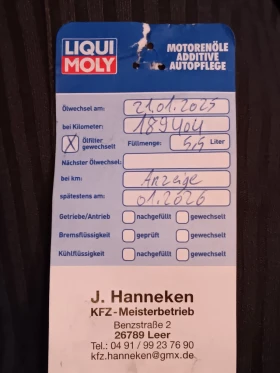 LIQUI
MOLY
MOTORENÖLE
ADDITIVE
AUTOPFLEGE
Ölwechsel am: 21.01.2025
bei Kilometer: 189404
X Ölfilter gewechselt Füllmenge: 5,5 Liter
Nächster Ölwechsel:
bei km: Anzeige
spätestens am: 01.2026
Getriebe/Antrieb nachgefüllt gewechselt
Bremsflüssigkeit geprüft gewechselt
Kühlflüssigkeit nachgefüllt gewechselt
J. Hanneken
KFZ-Meisterbetrieb
Benzstraße 2
26789 Leer
Tel.: 04 91 / 99 23 76 90
kfz.hanneken@gmx.de